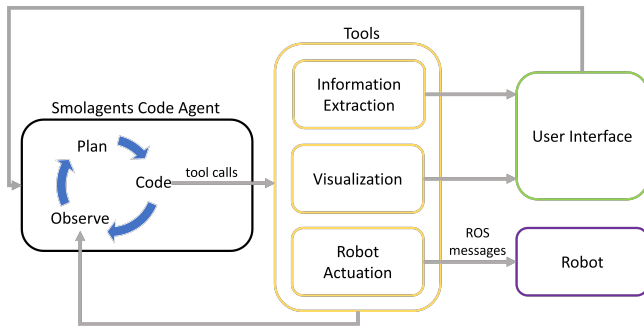 Tools
Information
Extraction
Smolagents Code Agent
Plan
Code
Observe
tool calls
Visualization
Robot
Actuation
User Interface
ROS
messages
Robot